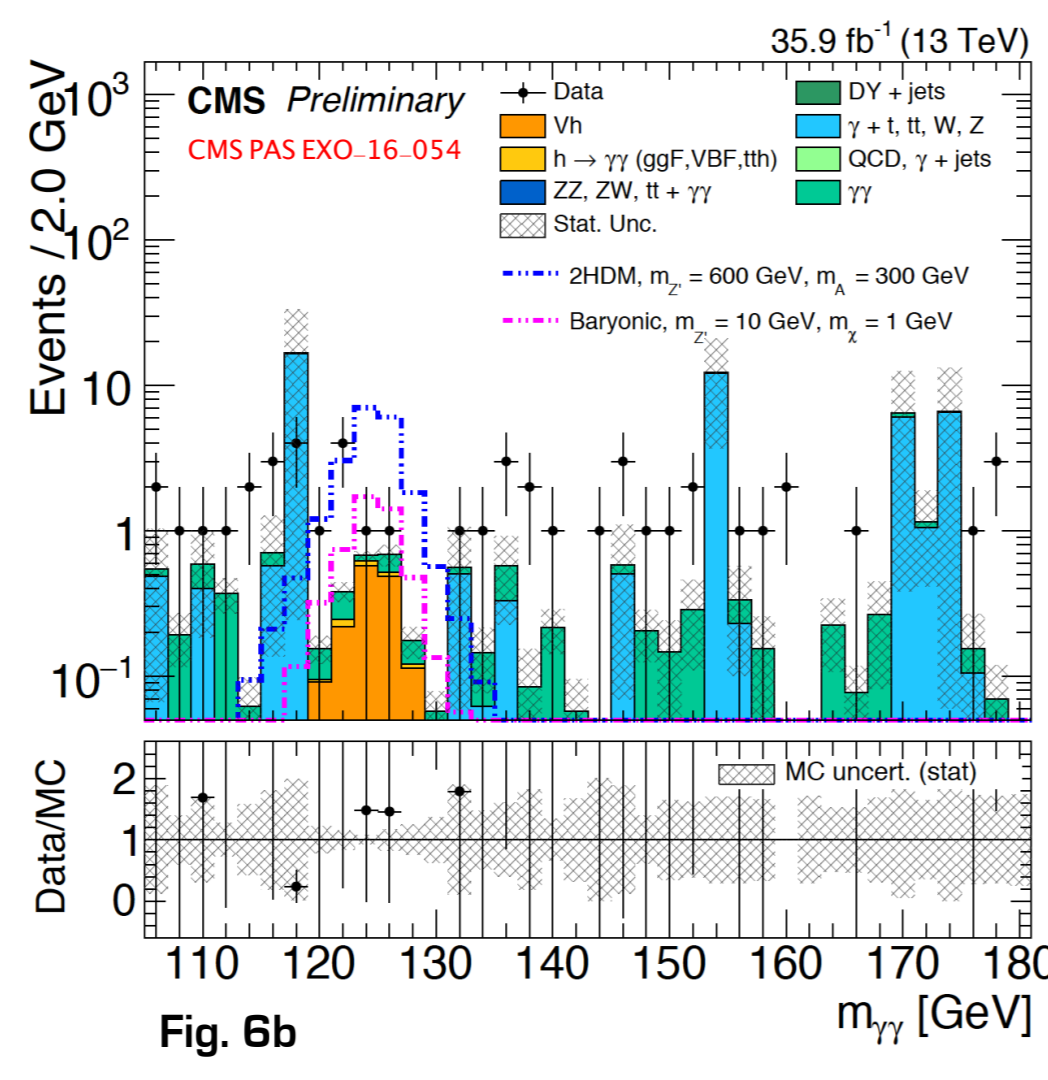 35.9 fb⁻¹ (13 TeV)
CMS Preliminary
CMS PAS EXO-16-054
Data
Vh
h → γγ (ggF,VBF,tth)
ZZ, ZW, tt + γγ
Stat. Unc.
DY + jets
γ + t, tt, W, Z
QCD, γ + jets
γγ
2HDM, m_Z' = 600 GeV, m_A = 300 GeV
Baryonic, m_Z' = 10 GeV, m_χ = 1 GeV
Events / 2.0 GeV
10³
10²
10
1
10⁻¹
Data/MC
MC uncert. (stat)
2
1
0
110 120 130 140 150 160 170 180
m_γγ [GeV]
Fig. 6b